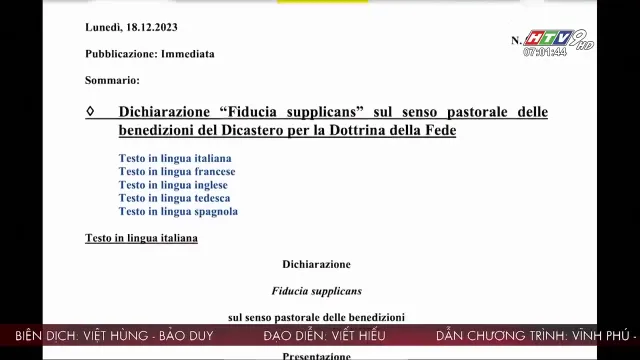 Lunedì, 18.12.2023
N.
HTV9 HD
07:01:44
Pubblicazione: Immediata
Sommario:
◊ Dichiarazione “Fiducia supplicans” sul senso pastorale delle
benedizioni del Dicastero per la Dottrina della Fede
Testo in lingua italiana
Testo in lingua francese
Testo in lingua inglese
Testo in lingua tedesca
Testo in lingua spagnola
Testo in lingua italiana
Dichiarazione
Fiducia supplicans
sul senso pastorale delle benedizioni
BIÊN DỊCH: VIỆT HÙNG - BẢO DUY ĐẠO DIỄN: VIẾT HIẾU DẪN CHƯƠNG TRÌNH: VĨNH PHÚ -
Presentazione